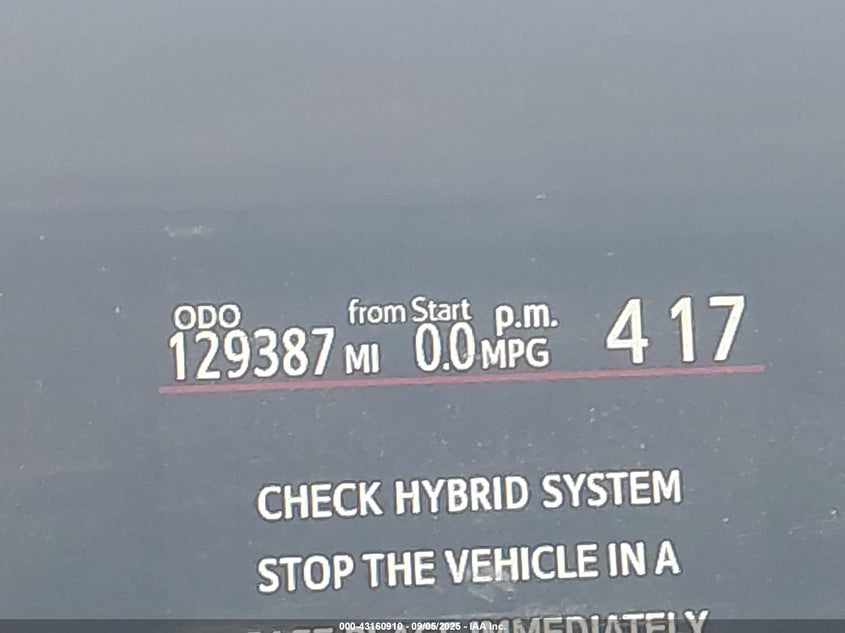 ODO from Start p.m. 4 17
129387 MI 0.0 MPG
CHECK HYBRID SYSTEM
STOP THE VEHICLE IN A
IMMEDIATELY
000-43160910 - 09/05/2025 - IAA Inc.